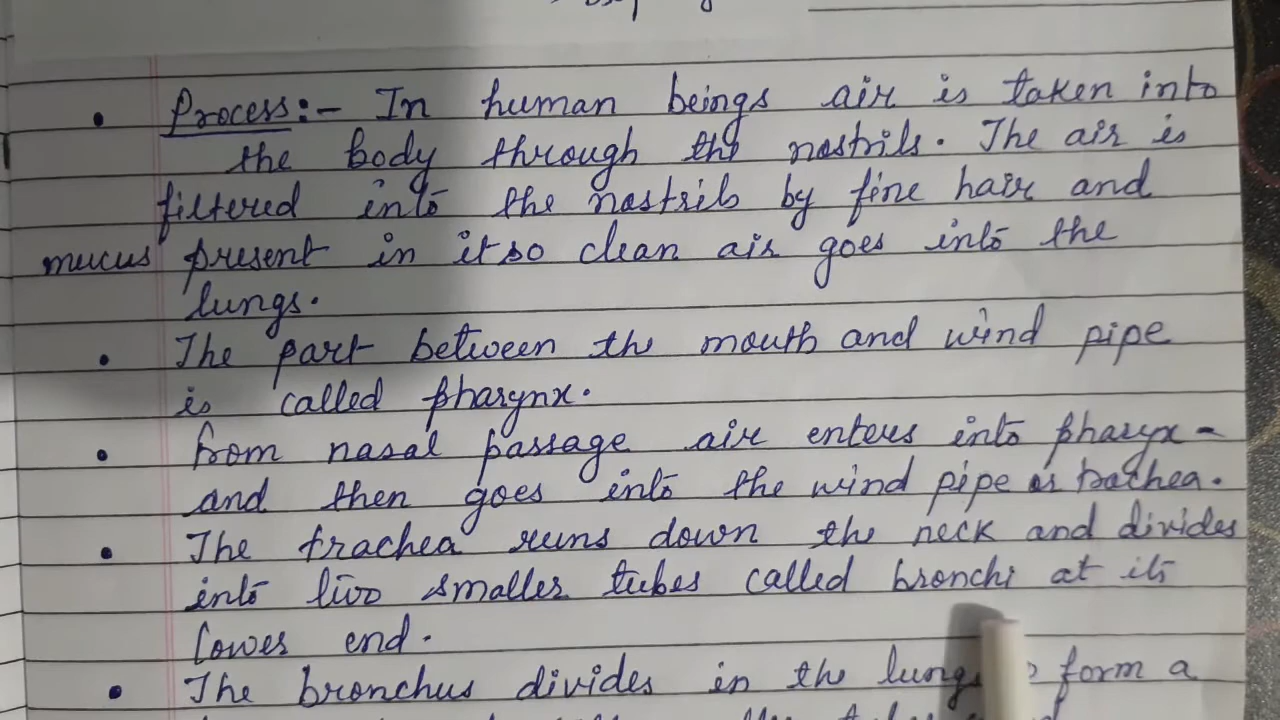 • Process:- In human beings air is taken into
the body through the nostrils. The air is
filtered into the nostrils by fine hair and
mucus present in it so clean air goes into the
lungs.
• The part between the mouth and wind pipe
is called pharynx.
• from nasal passage air enters into pharyx -
and then goes into the wind pipe or trachea.
• The trachea runs down the neck and divides
into two smaller tubes called bronchi at its
lower end.
• The bronchus divides in the lungs form a